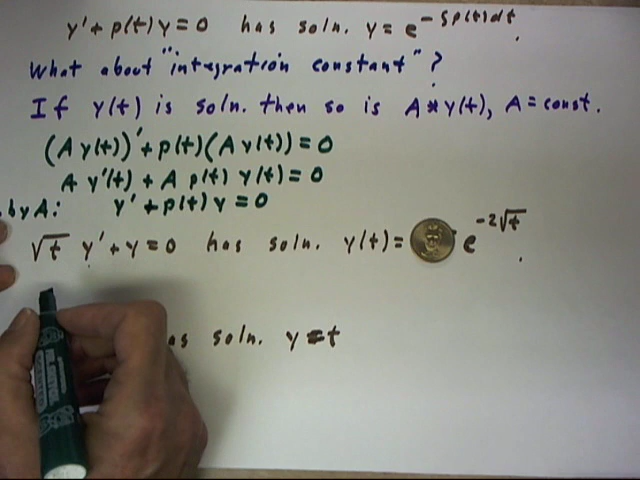 y' + p(t) y = 0 has soln. y = e^{-∫p(t)dt}.
What about "integration constant"?
If y(t) is soln. then so is A*y(t), A = const.
(A y(t))' + p(t)(A y(t)) = 0
A y'(t) + A p(t) y(t) = 0
by A: y' + p(t) y = 0
√t y' + y = 0 has soln. y(t) = e^{-2√t}.
as soln. y = t